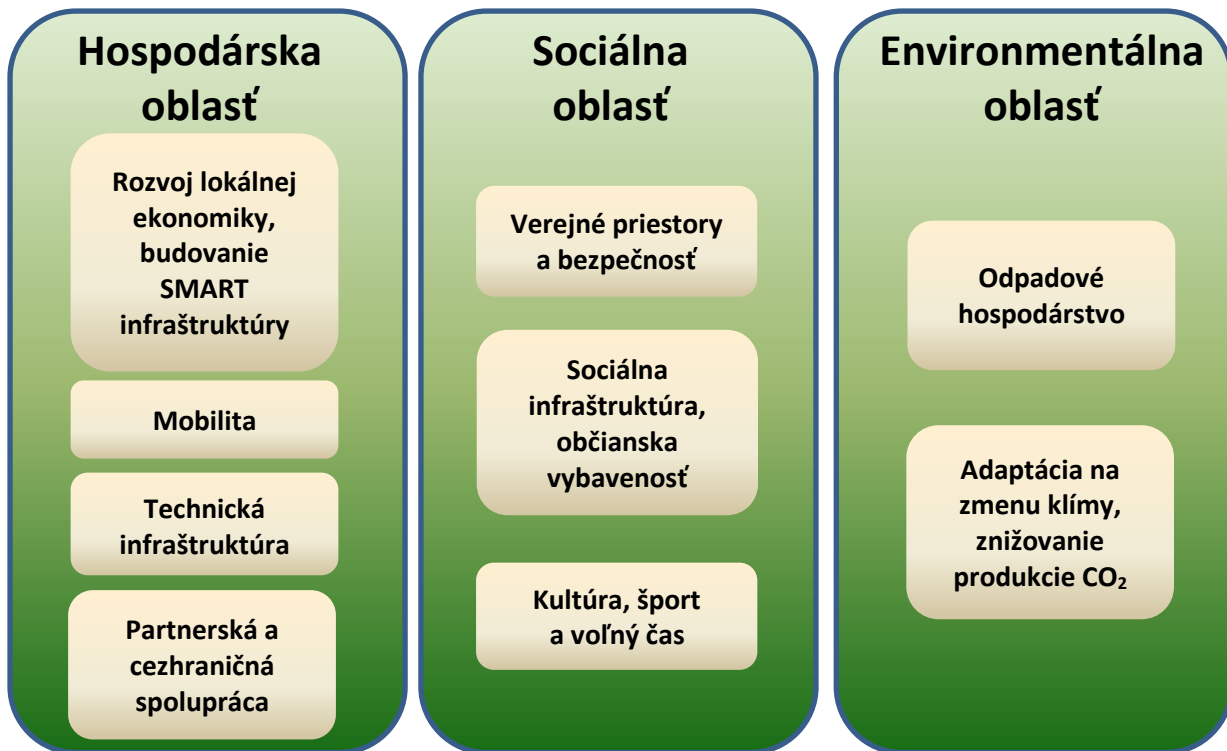 Hospodárska
oblasť
Rozvoj lokálnej
ekonomiky,
budovanie
SMART
infraštruktúry
Mobilita
Technická
infraštruktúra
Partnerská a
cezhraničná
spolupráca
Sociálna
oblasť
Verejné priestory
a bezpečnosť
Sociálna
infraštruktúra,
občianska
vybavenosť
Kultúra, šport
a voľný čas
Environmentálna
oblasť
Odpadové
hospodárstvo
Adaptácia na
zmenu klímy,
znižovanie
produkcie CO₂